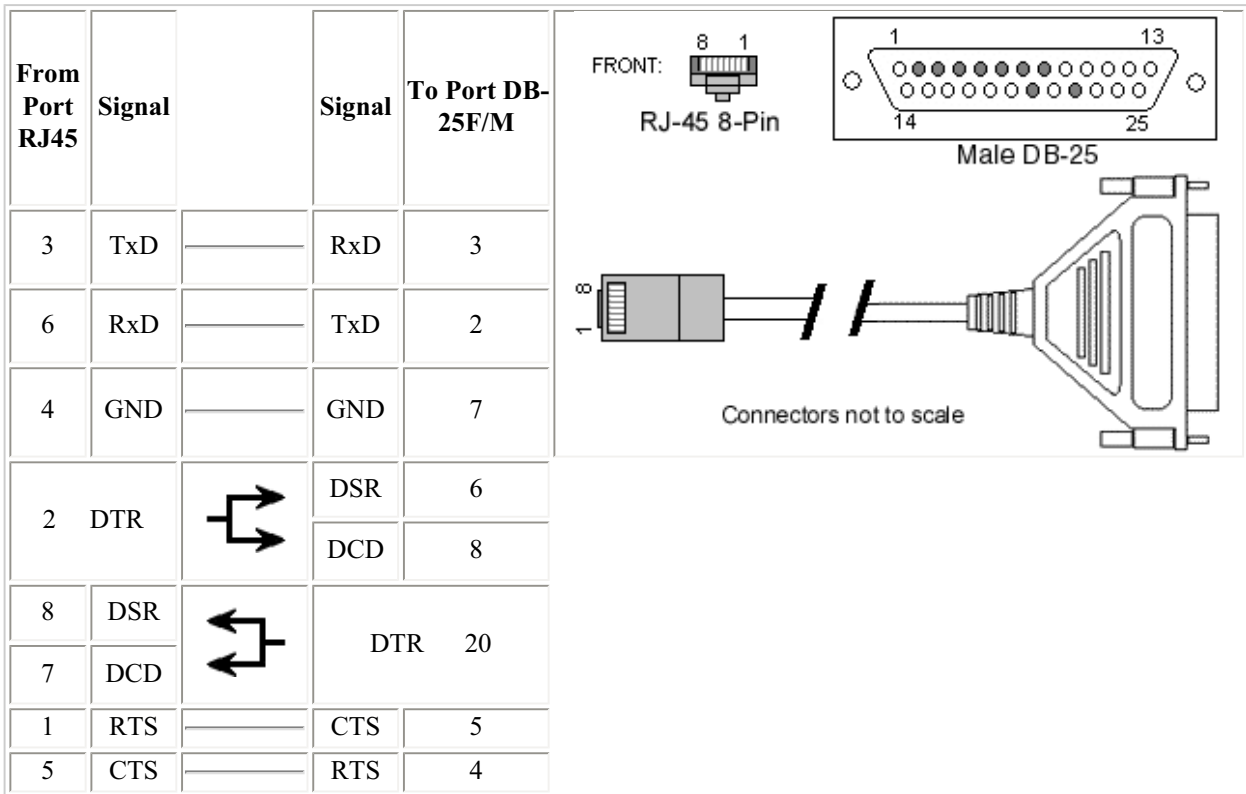 From Port RJ45 Signal Signal To Port DB-25F/M
3 TxD RxD 3
6 RxD TxD 2
4 GND GND 7
2 DTR DSR 6
DCD 8
8 DSR DTR 20
7 DCD
1 RTS CTS 5
5 CTS RTS 4
8 1
FRONT:
RJ-45 8-Pin
1 13
14 25
Male DB-25
8
1
Connectors not to scale